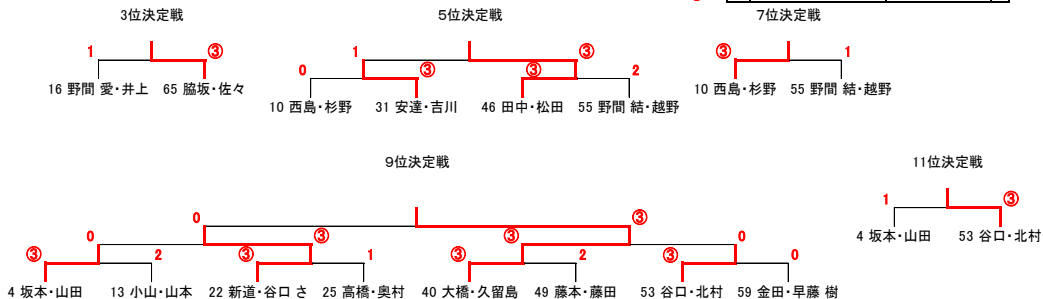 3位決定戦 5位決定戦 7位決定戦
1 ③ 1 ③ ③ 1
0 ③ ③ 2
16 野間 愛・井上 65 脇坂・佐々 10 西島・杉野 55 野間 結・越野
10 西島・杉野 31 安達・吉川 46 田中・松田 55 野間 結・越野
9位決定戦 11位決定戦
1 ③
0 ③
4 坂本・山田 53 谷口・北村
0 ③ ③ 0
③ 2 ③ 1 ③ 2 ③ 0
4 坂本・山田 13 小山・山本 22 新道・谷口 さ 25 高橋・奥村 40 大橋・久留島 49 藤本・藤田 53 谷口・北村 59 金田・早藤 樹